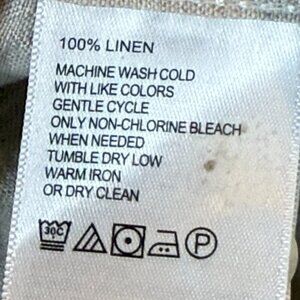 100% LINEN
MACHINE WASH COLD
WITH LIKE COLORS
GENTLE CYCLE
ONLY NON-CHLORINE BLEACH
WHEN NEEDED
TUMBLE DRY LOW
WARM IRON
OR DRY CLEAN
30C P